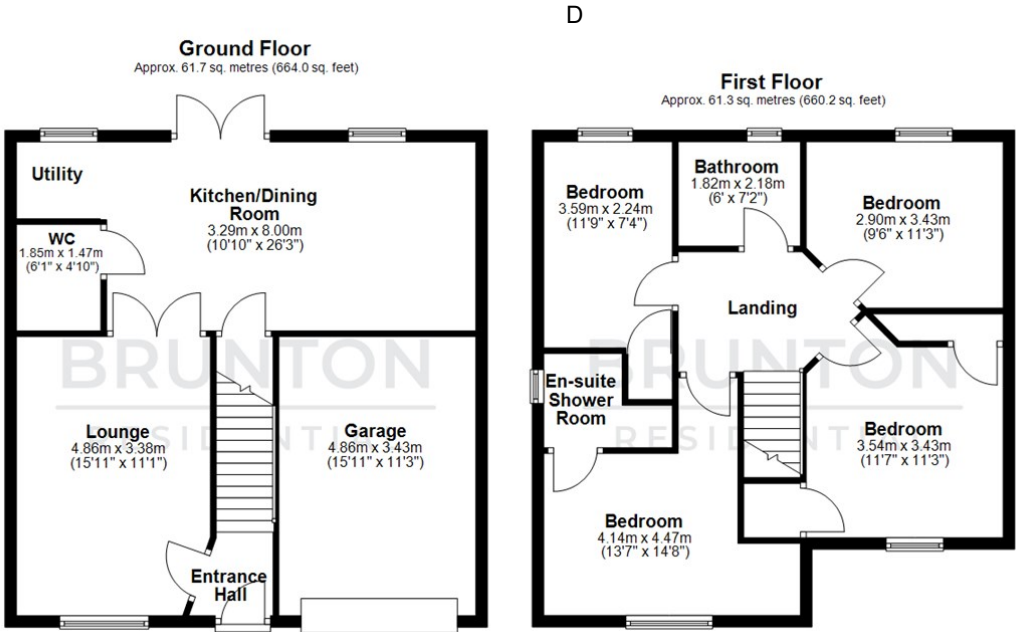 D
Ground Floor
Approx. 61.7 sq. metres (664.0 sq. feet)
Utility
Kitchen/Dining
Room
3.29m x 8.00m
(10'10" x 26'3")
WC
1.85m x 1.47m
(6'1" x 4'10")
BRUNTON
RESIDENTIAL
Lounge
4.86m x 3.38m
(15'11" x 11'1")
Garage
4.86m x 3.43m
(15'11" x 11'3")
Entrance
Hall
First Floor
Approx. 61.3 sq. metres (660.2 sq. feet)
Bedroom
3.59m x 2.24m
(11'9" x 7'4")
Bathroom
1.82m x 2.18m
(6' x 7'2")
Bedroom
2.90m x 3.43m
(9'6" x 11'3")
Landing
BRUNTON
RESIDENTIAL
En-suite
Shower
Room
Bedroom
3.54m x 3.43m
(11'7" x 11'3")
Bedroom
4.14m x 4.47m
(13'7" x 14'8")